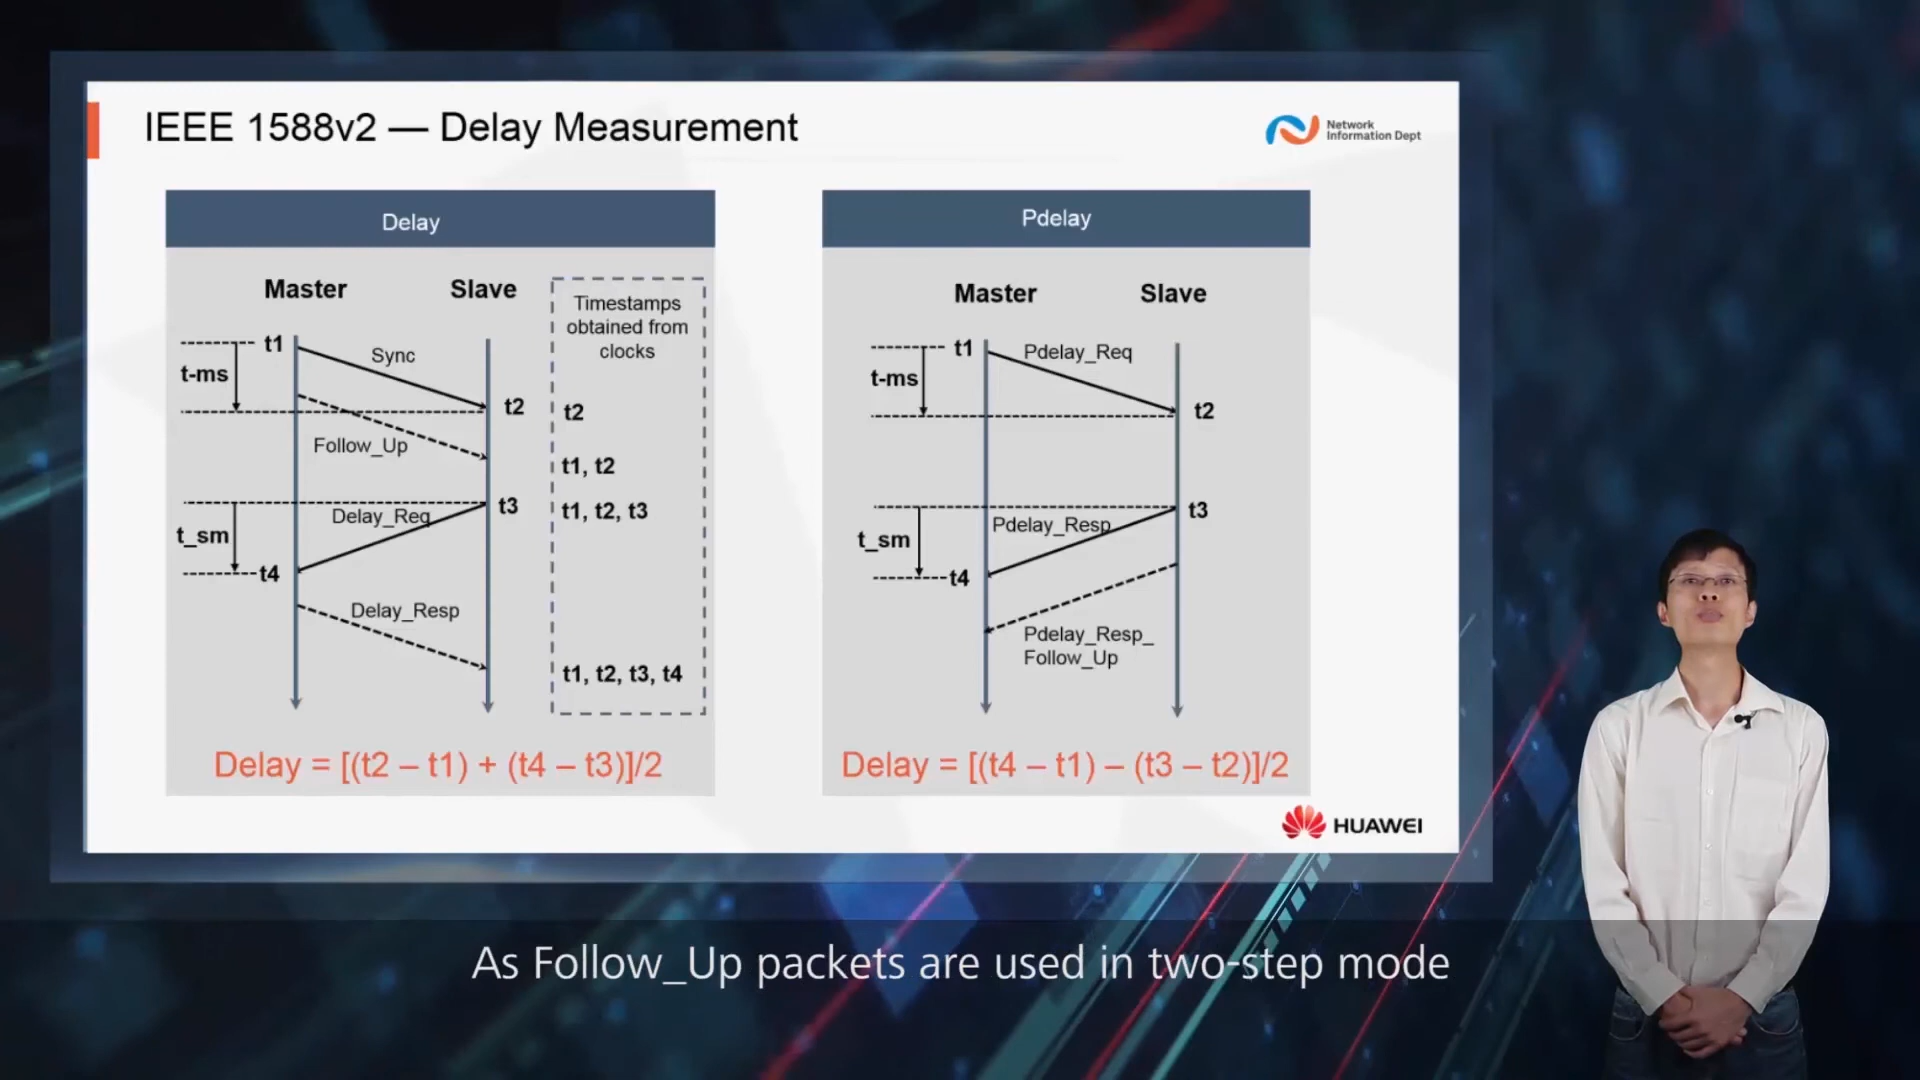 IEEE 1588v2 — Delay Measurement
Network
Information Dept
Delay
Master
Slave
Timestamps
obtained from
clocks
t1
Sync
t-ms
t2
t2
Follow_Up
t1, t2
t3
t1, t2, t3
Delay_Req
t_sm
t4
Delay_Resp
t1, t2, t3, t4
Delay = [(t2 – t1) + (t4 – t3)]/2
Pdelay
Master
Slave
t1
Pdelay_Req
t-ms
t2
t3
Pdelay_Resp
t_sm
t4
Pdelay_Resp_
Follow_Up
Delay = [(t4 – t1) – (t3 – t2)]/2
HUAWEI
As Follow_Up packets are used in two-step mode